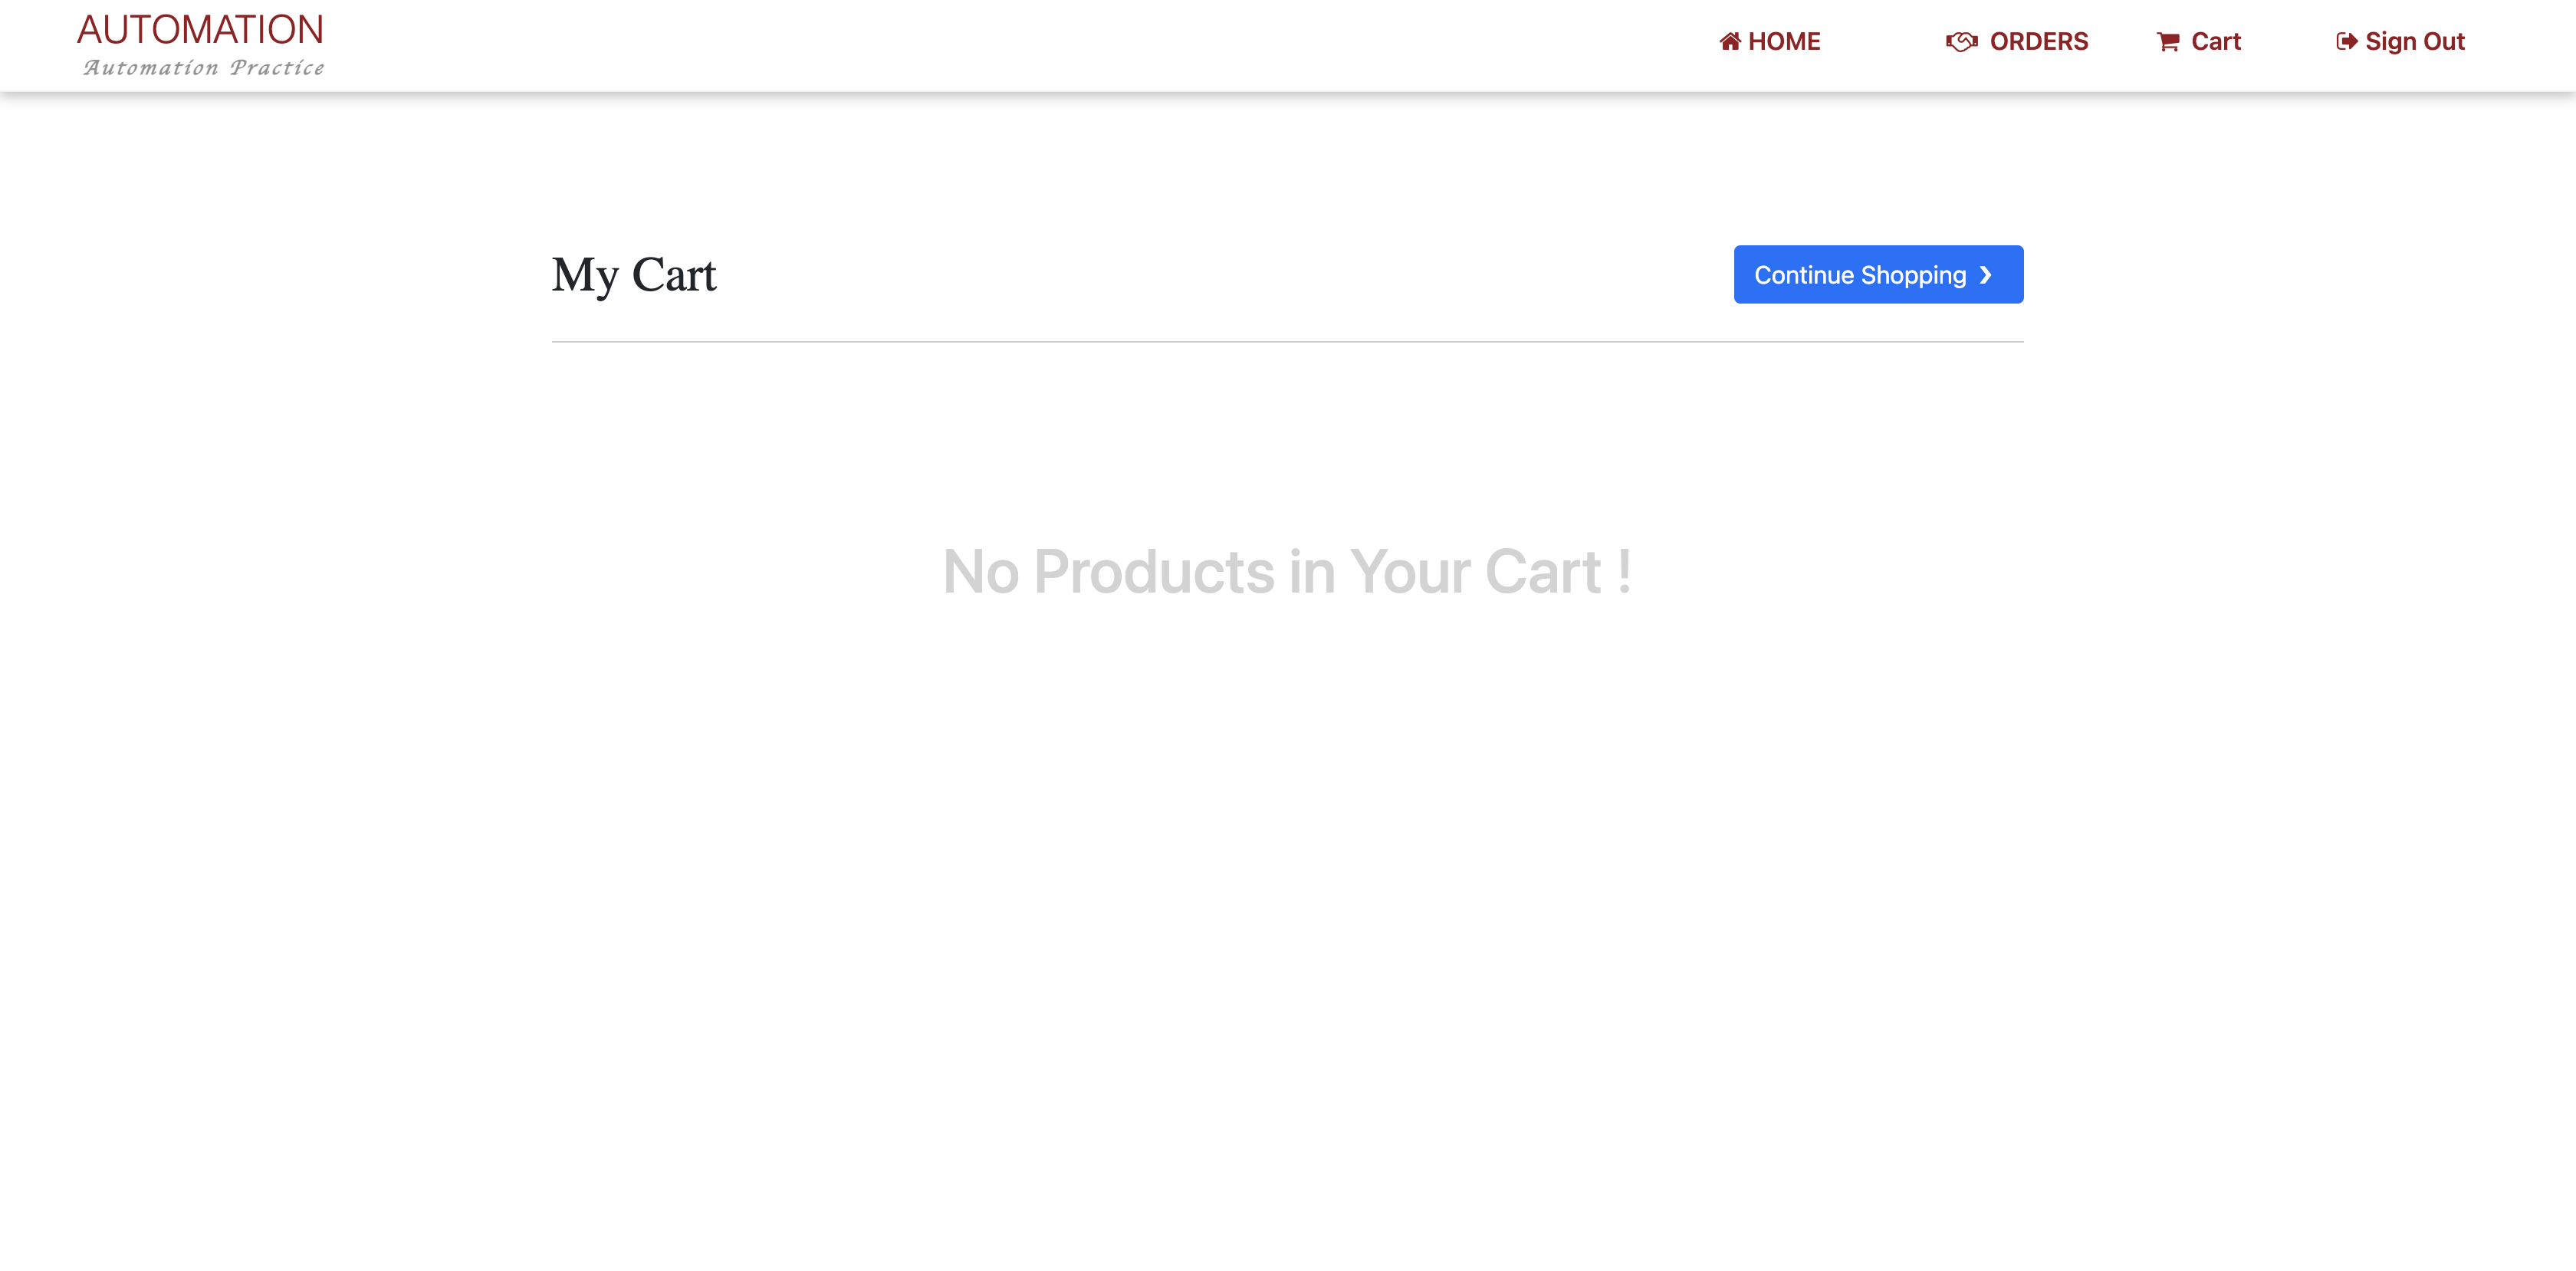 AUTOMATION
Automation Practice
HOME
ORDERS
Cart
Sign Out
My Cart
Continue Shopping ❯
No Products in Your Cart !